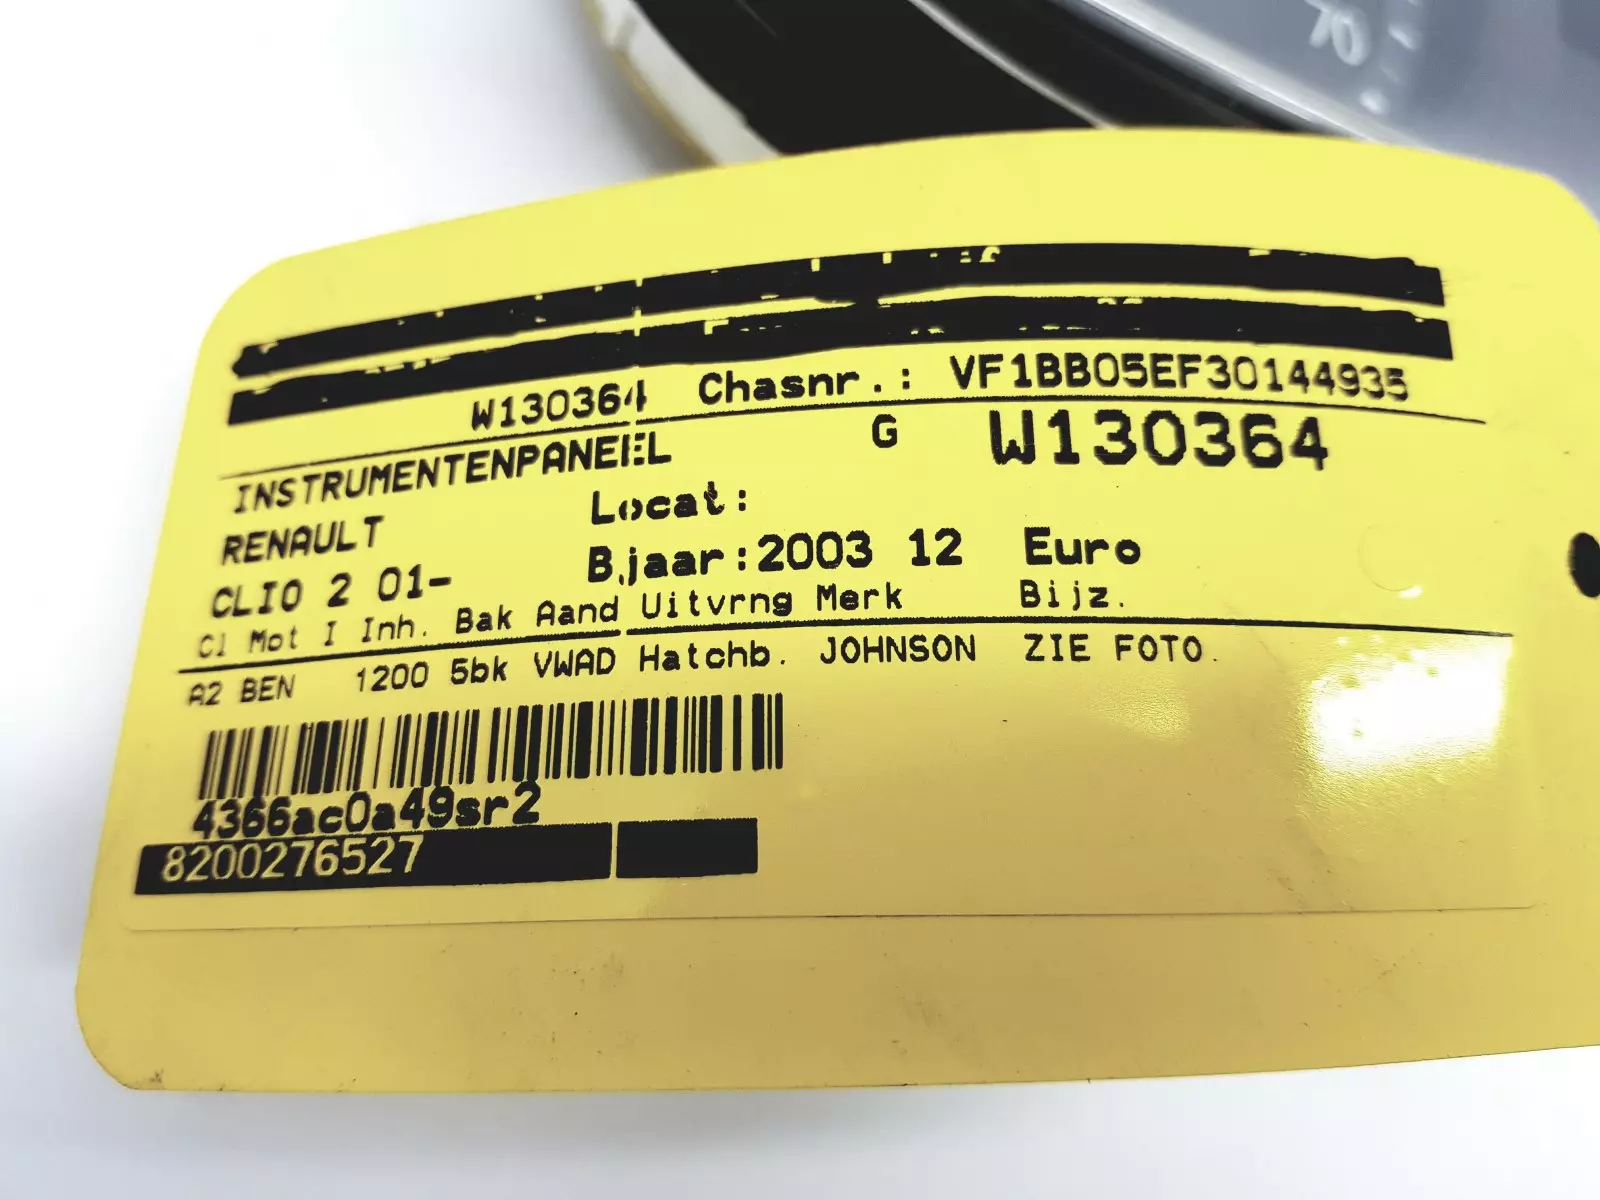 70
W130364 Chasnr.: VF1BB05EF30144935
INSTRUMENTENPANEEL G W130364
RENAULT Locat:
CLIO 2 01- Bjaar:2003 12 Euro
Cl Mot I Inh. Bak Aand Uitvrng Merk Bijz.
A2 BEN 1200 5bk VWAD Hatchb. JOHNSON ZIE FOTO.
4366ac0a49sr2
8200276527